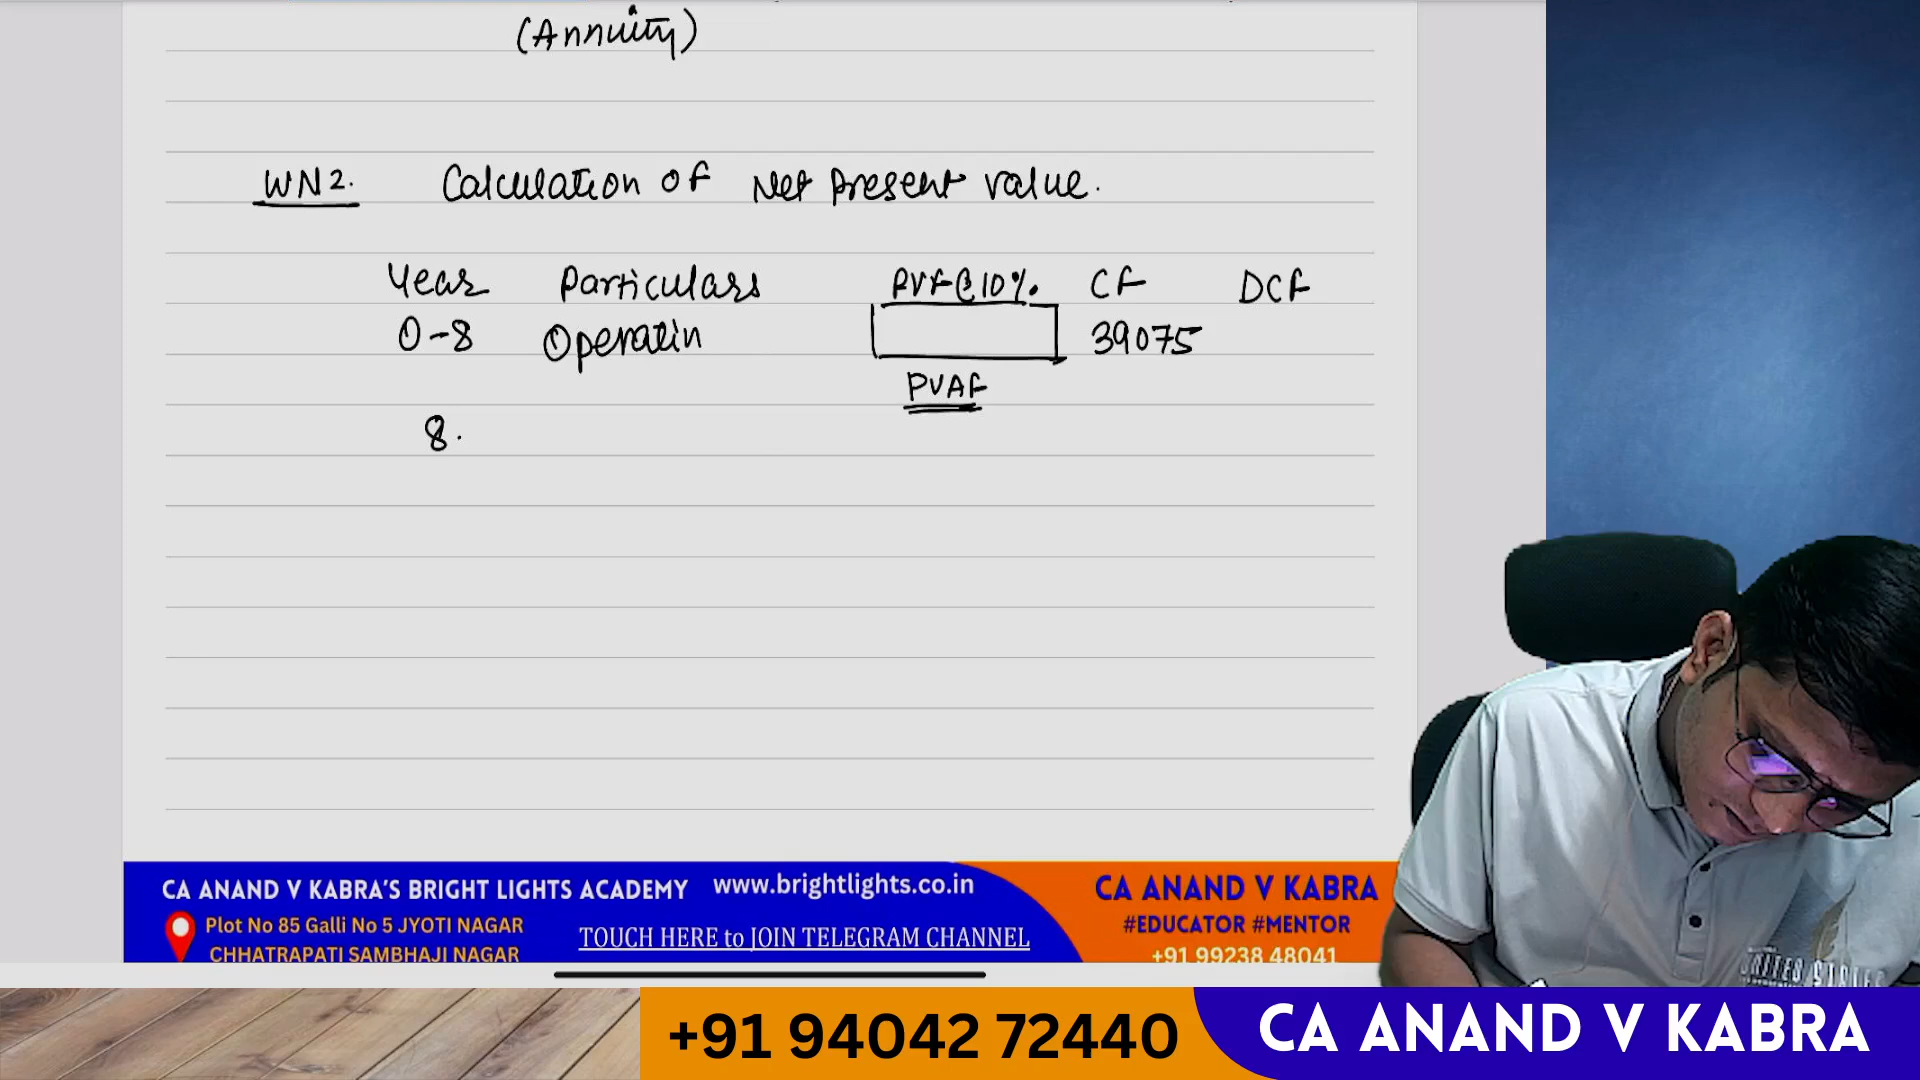 (Annuity)
WN2. Calculation of Net Present Value.
Year Particulars PVF@10%. CF DCF
0-8 Operatin 39075
PVAF
8.
CA ANAND V KABRA'S BRIGHT LIGHTS ACADEMY www.brightlights.co.in
Plot No 85 Galli No 5 JYOTI NAGAR
CHHATRAPATI SAMBHAJI NAGAR
TOUCH HERE to JOIN TELEGRAM CHANNEL
CA ANAND V KABRA
#EDUCATOR #MENTOR
+91 99238 48041
UNITED STATES
+91 94042 72440
CA ANAND V KABRA